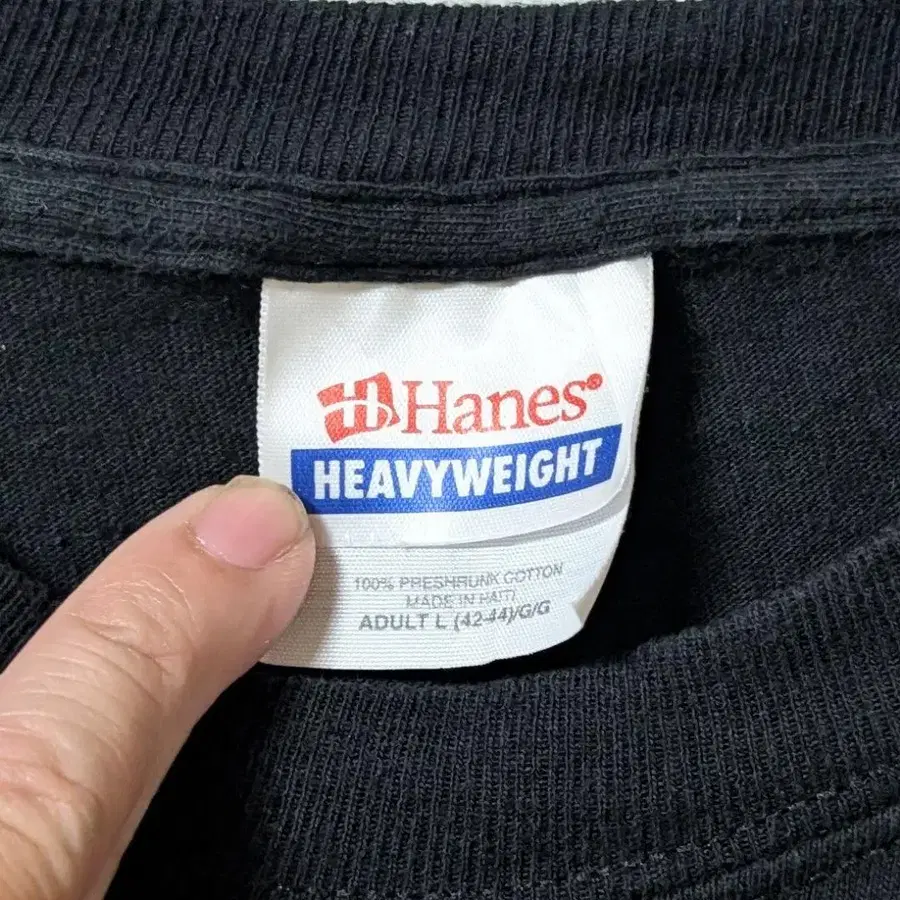 Hanes®
HEAVYWEIGHT
100% PRESHRUNK COTTON
MADE IN HAITI
ADULT L (42-44)/G/G